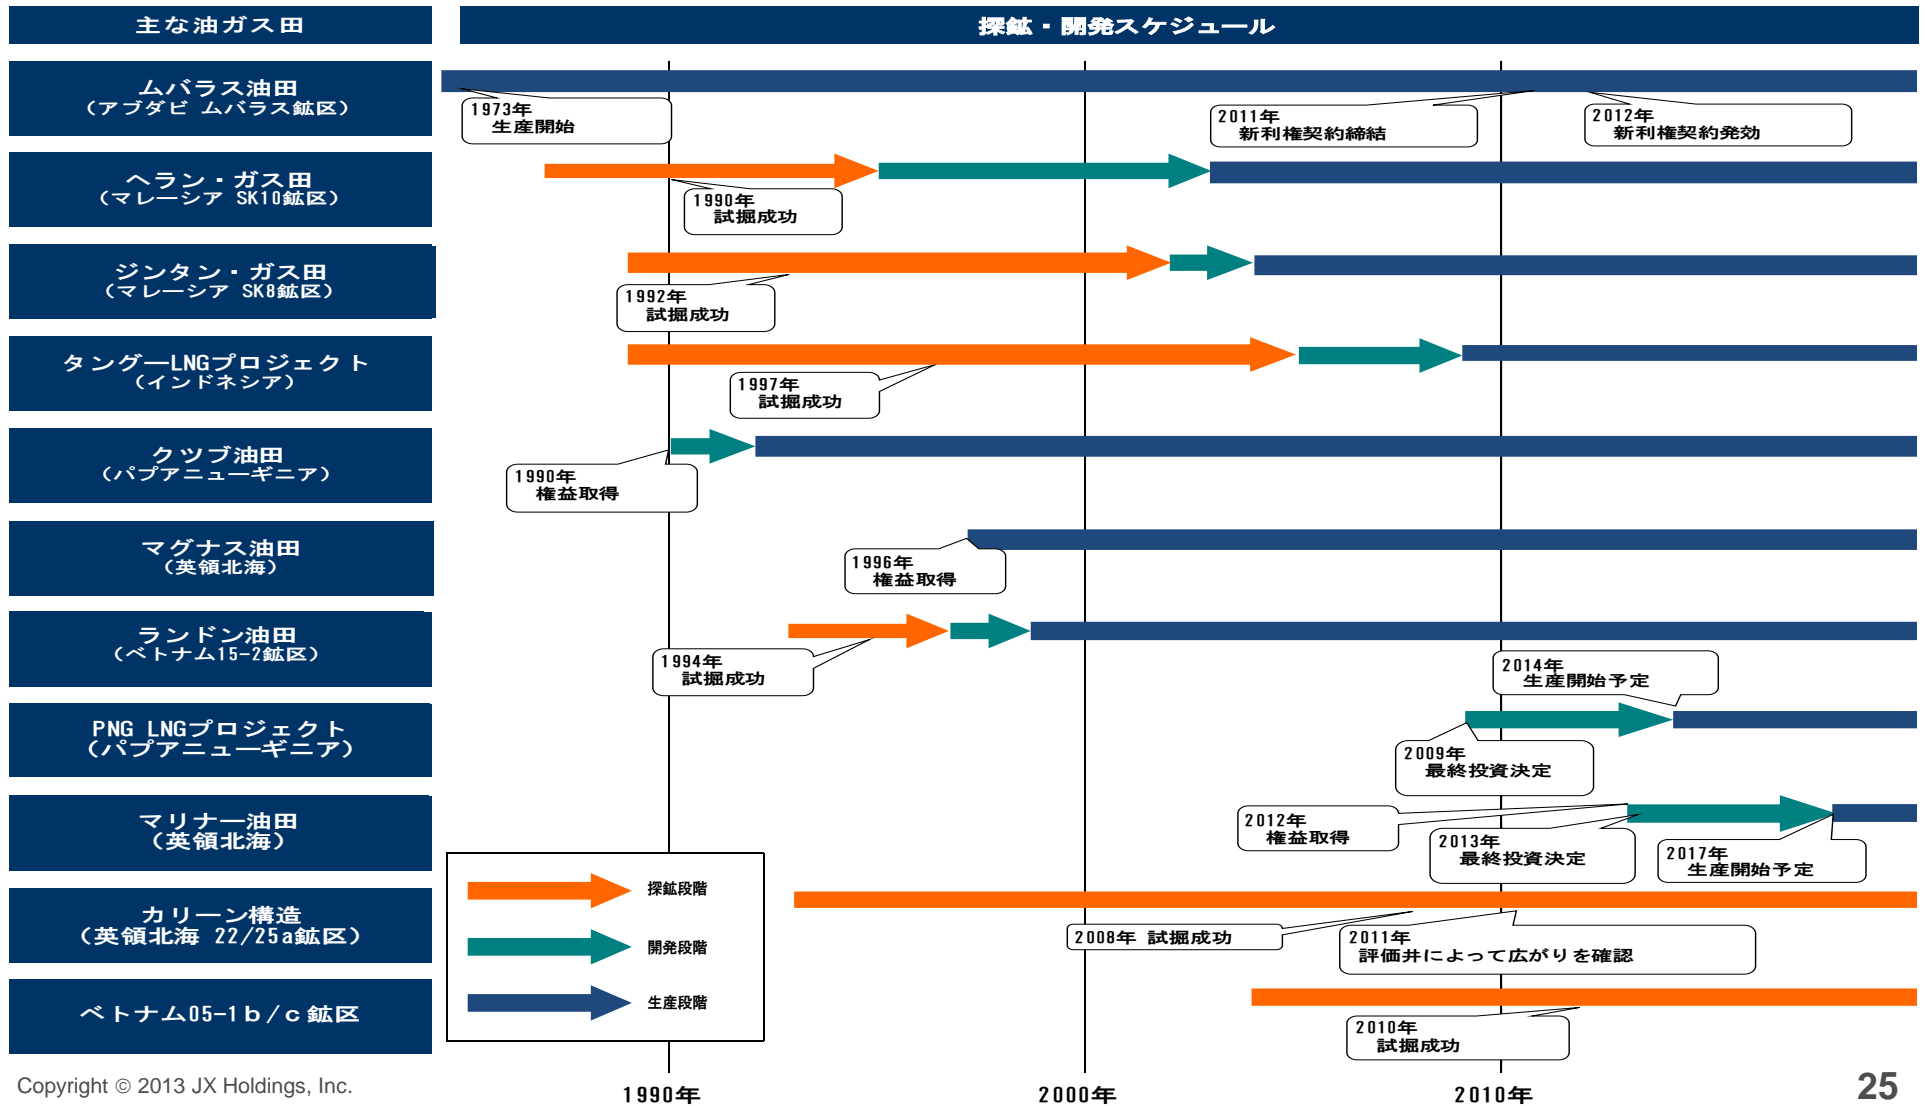 主な油ガス田
探鉱・開発スケジュール
ムバラス油田
（アブダビ ムバラス鉱区）
1973年
生産開始
2011年
新利権契約締結
2012年
新利権契約発効
ヘラン・ガス田
（マレーシア SK10鉱区）
1990年
試掘成功
ジンタン・ガス田
（マレーシア SK8鉱区）
1992年
試掘成功
タングーLNGプロジェクト
（インドネシア）
1997年
試掘成功
クツブ油田
（パプアニューギニア）
1990年
権益取得
マグナス油田
（英領北海）
1996年
権益取得
ランドン油田
（ベトナム15-2鉱区）
1994年
試掘成功
PNG LNGプロジェクト
（パプアニューギニア）
2014年
生産開始予定
2009年
最終投資決定
マリナー油田
（英領北海）
2012年
権益取得
2013年
最終投資決定
2017年
生産開始予定
カリーン構造
（英領北海 22/25a鉱区）
2008年 試掘成功
2011年
評価井によって広がりを確認
ベトナム05-1ｂ/ｃ鉱区
2010年
試掘成功
探鉱段階
開発段階
生産段階
1990年
2000年
2010年
Copyright © 2013 JX Holdings, Inc.
25